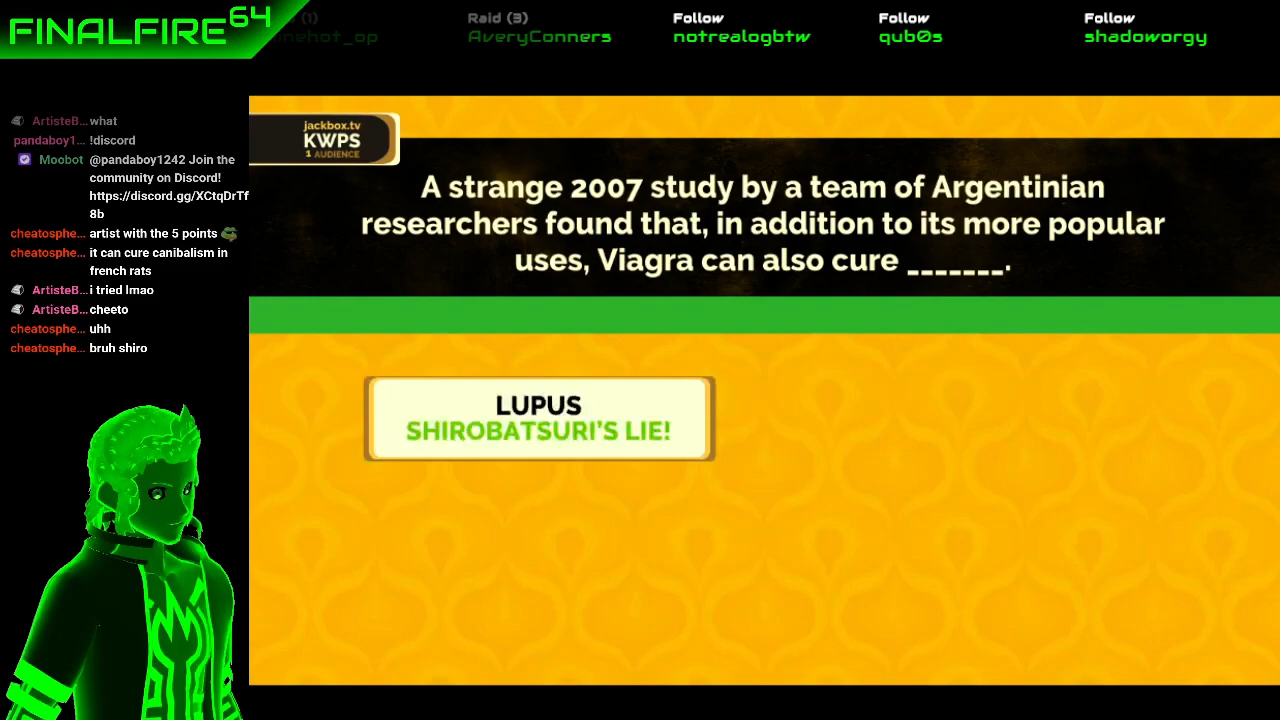 FINALFIRE64
Raid (3)
AveryConners
Follow
notrealogbtw
Follow
qub0s
Follow
shadoworgy
ArtisteB... what
pandaboy1... !discord
Moobot @pandaboy1242 Join the
community on Discord!
https://discord.gg/XCtqDrTf
8b
cheatosphe... artist with the 5 points
cheatosphe... it can cure canibalism in
french rats
ArtisteB... i tried lmao
ArtisteB... cheeto
cheatosphe... uhh
cheatosphe... bruh shiro
jackbox.tv
KWPS
1 AUDIENCE
A strange 2007 study by a team of Argentinian
researchers found that, in addition to its more popular
uses, Viagra can also cure _______.
LUPUS
SHIROBATSURI'S LIE!